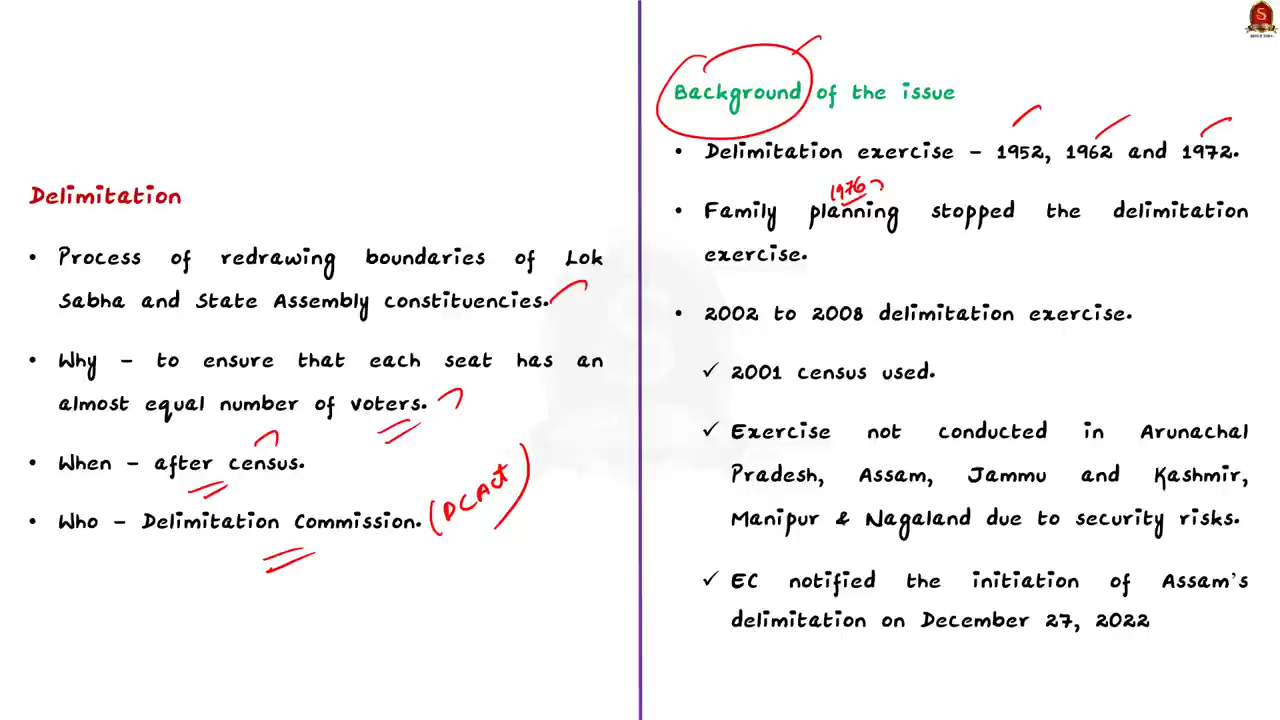 Delimitation
• Process of redrawing boundaries of Lok
Sabha and State Assembly constituencies.
• Why – to ensure that each seat has an
almost equal number of voters.
• When – after census.
• Who – Delimitation Commission. (DC Act)
Background of the issue
• Delimitation exercise – 1952, 1962 and 1972.
1976
• Family planning stopped the delimitation
exercise.
• 2002 to 2008 delimitation exercise.
✓ 2001 census used.
✓ Exercise not conducted in Arunachal
Pradesh, Assam, Jammu and Kashmir,
Manipur & Nagaland due to security risks.
✓ EC notified the initiation of Assam's
delimitation on December 27, 2022